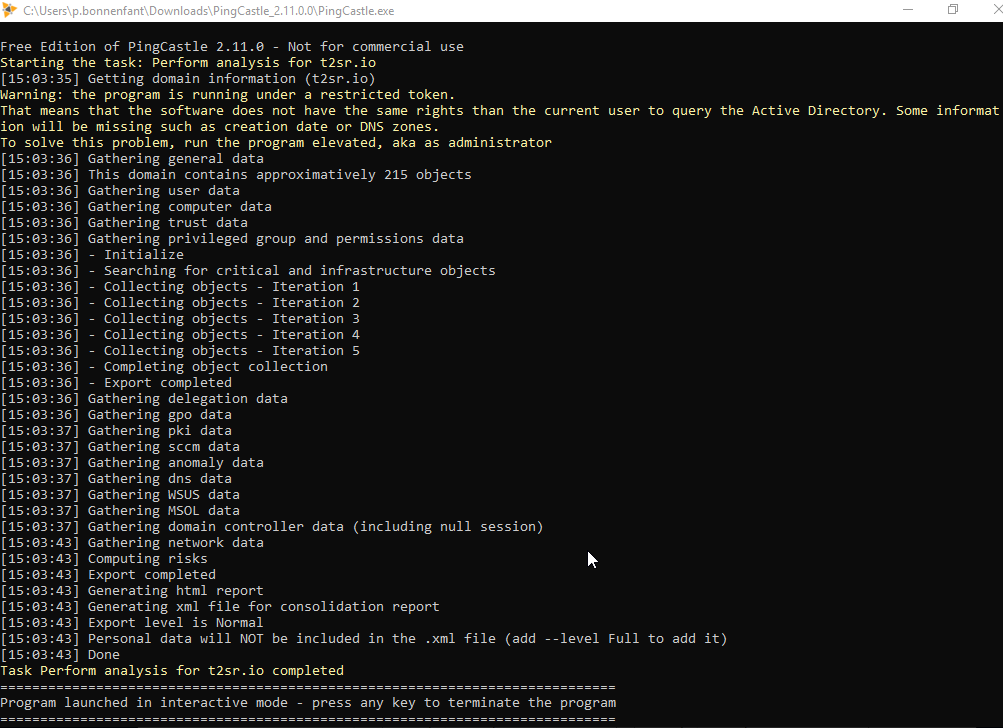 C:\Users\p.bonnenfant\Downloads\PingCastle_2.11.0.0\PingCastle.exe
Free Edition of PingCastle 2.11.0 - Not for commercial use
Starting the task: Perform analysis for t2sr.io
[15:03:35] Getting domain information (t2sr.io)
Warning: the program is running under a restricted token.
That means that the software does not have the same rights than the current user to query the Active Directory. Some informat
ion will be missing such as creation date or DNS zones.
To solve this problem, run the program elevated, aka as administrator
[15:03:36] Gathering general data
[15:03:36] This domain contains approximatively 215 objects
[15:03:36] Gathering user data
[15:03:36] Gathering computer data
[15:03:36] Gathering trust data
[15:03:36] Gathering privileged group and permissions data
[15:03:36] - Initialize
[15:03:36] - Searching for critical and infrastructure objects
[15:03:36] - Collecting objects - Iteration 1
[15:03:36] - Collecting objects - Iteration 2
[15:03:36] - Collecting objects - Iteration 3
[15:03:36] - Collecting objects - Iteration 4
[15:03:36] - Collecting objects - Iteration 5
[15:03:36] - Completing object collection
[15:03:36] - Export completed
[15:03:36] Gathering delegation data
[15:03:36] Gathering gpo data
[15:03:37] Gathering pki data
[15:03:37] Gathering sccm data
[15:03:37] Gathering anomaly data
[15:03:37] Gathering dns data
[15:03:37] Gathering WSUS data
[15:03:37] Gathering MSOL data
[15:03:37] Gathering domain controller data (including null session)
[15:03:43] Gathering network data
[15:03:43] Computing risks
[15:03:43] Export completed
[15:03:43] Generating html report
[15:03:43] Generating xml file for consolidation report
[15:03:43] Export level is Normal
[15:03:43] Personal data will NOT be included in the .xml file (add --level Full to add it)
[15:03:43] Done
Task Perform analysis for t2sr.io completed
=============================================================================
Program launched in interactive mode - press any key to terminate the program
=============================================================================